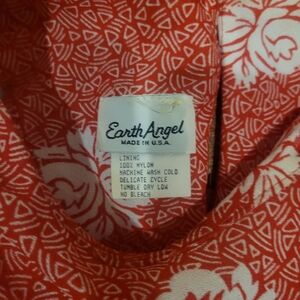 Earth Angel
MADE IN U.S.A.
LINING
100% NYLON
MACHINE WASH COLD
DELICATE CYCLE
TUMBLE DRY LOW
NO BLEACH